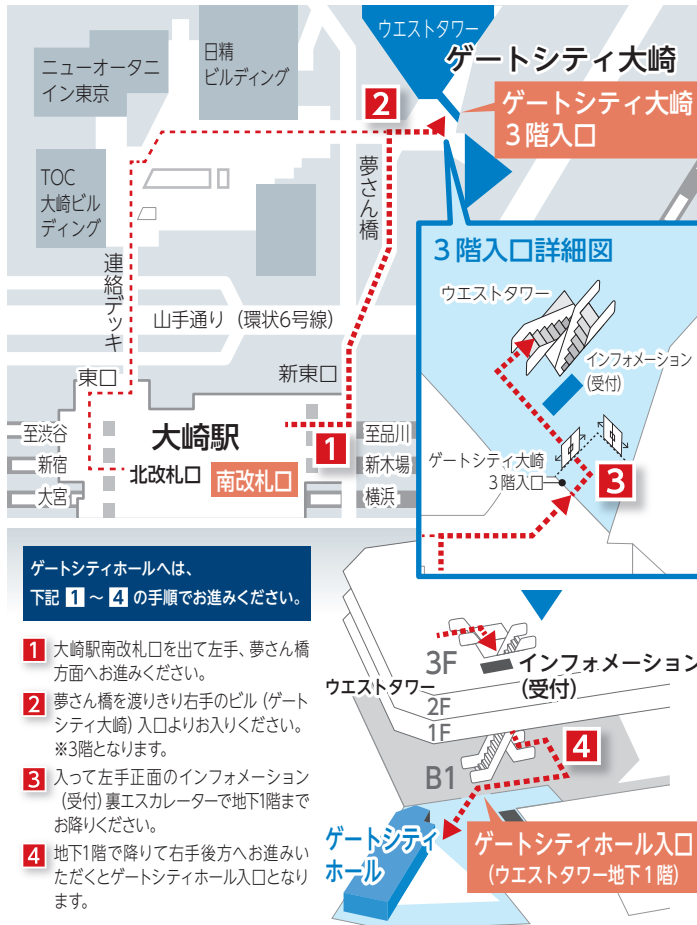 ウエストタワー
ゲートシティ大崎
ゲートシティ大崎
3階入口
ニューオータニ
イン東京
日精
ビルディング
2
TOC
大崎ビル
ディング
夢さん橋
連絡デッキ
山手通り（環状6号線）
東口
新東口
大崎駅
1
北改札口
南改札口
至渋谷
新宿
大宮
至品川
新木場
横浜
3階入口詳細図
ウエストタワー
インフォメーション
(受付)
ゲートシティ大崎
3階入口
3
ゲートシティホールへは、
下記 1 ～ 4 の手順でお進みください。
1 大崎駅南改札口を出て左手、夢さん橋
方面へお進みください。
2 夢さん橋を渡りきり右手のビル（ゲート
シティ大崎）入口よりお入りください。
※3階となります。
3 入って左手正面のインフォメーション
（受付）裏エスカレーターで地下1階まで
お降りください。
4 地下1階で降りて右手後方へお進みい
ただくとゲートシティホール入口となり
ます。
3F
インフォメーション
(受付)
ウエストタワー
2F
1F
4
B1
ゲートシティ
ホール
ゲートシティホール入口
(ウエストタワー地下1階)